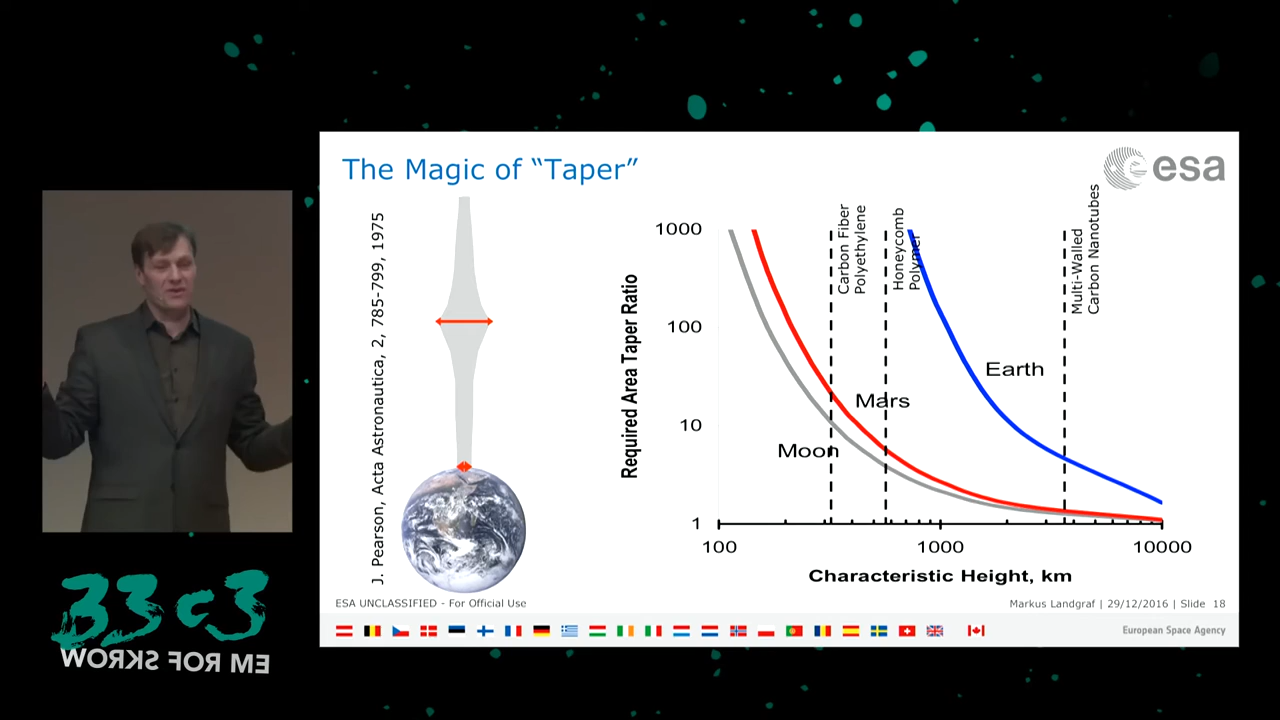 The Magic of “Taper”
esa
J. Pearson, Acta Astronautica, 2, 785-799, 1975
Required Area Taper Ratio
1000
100
10
1
Carbon Fiber
Polyethylene
Honeycomb
Polymer
Multi-Walled
Carbon Nanotubes
Earth
Mars
Moon
100
1000
10000
Characteristic Height, km
ESA UNCLASSIFIED - For Official Use
Markus Landgraf | 29/12/2016 | Slide 18
European Space Agency
33c3
WORKS FOR ME